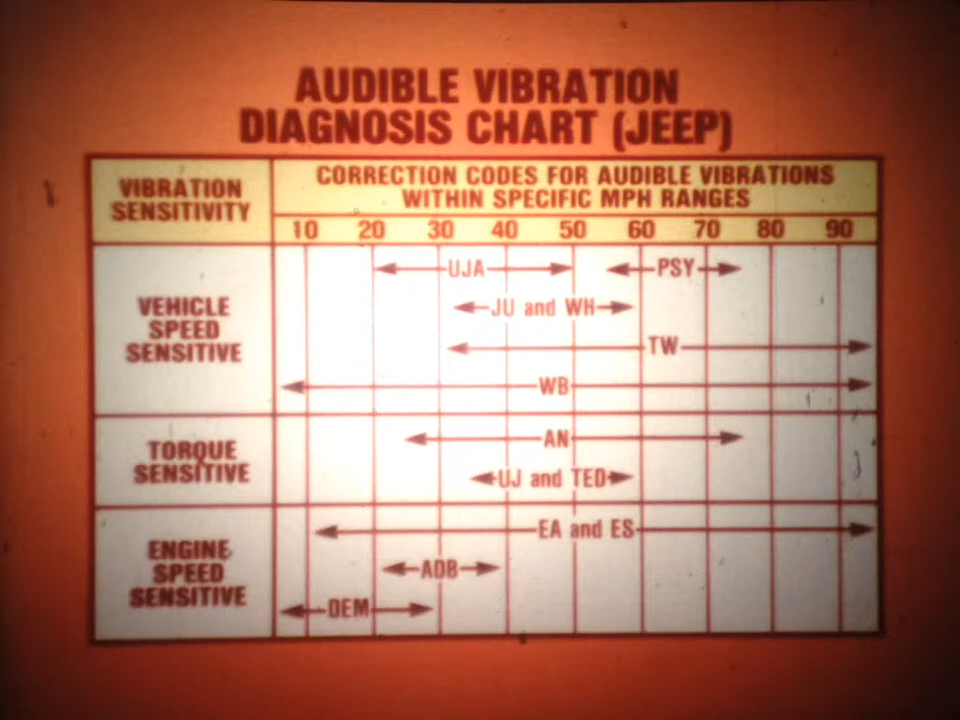 AUDIBLE VIBRATION
DIAGNOSIS CHART (JEEP)
VIBRATION
SENSITIVITY
CORRECTION CODES FOR AUDIBLE VIBRATIONS
WITHIN SPECIFIC MPH RANGES
10 20 30 40 50 60 70 80 90
VEHICLE
SPEED
SENSITIVE
UJA PSY
JU and WH
TW
WB
TORQUE
SENSITIVE
AN
UJ and TED
ENGINE
SPEED
SENSITIVE
EA and ES
ADB
DEM